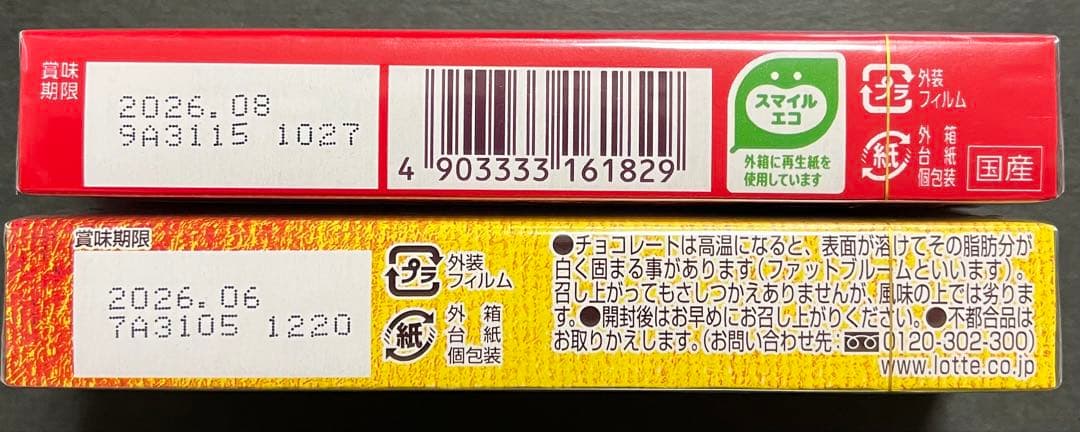 賞味
期限
2026.08
9A3115 1027
4 903333 161829
スマイル
エコ
外箱に再生紙を
使用しています
プラ
外装
フィルム
紙
外箱
台紙
個包装
国産
賞味期限
2026.06
7A3105 1220
プラ
外装
フィルム
紙
外箱
台紙
個包装
●チョコレートは高温になると、表面が溶けてその脂肪分が
白く固まる事があります(ファットブルームといいます)。
召し上がってもさしつかえありませんが、風味の上では劣りま
す。●開封後はお早めにお召し上がりください。●不都合品は
お取りかえします。(お問い合わせ先:0120-302-300)
www.lotte.co.jp